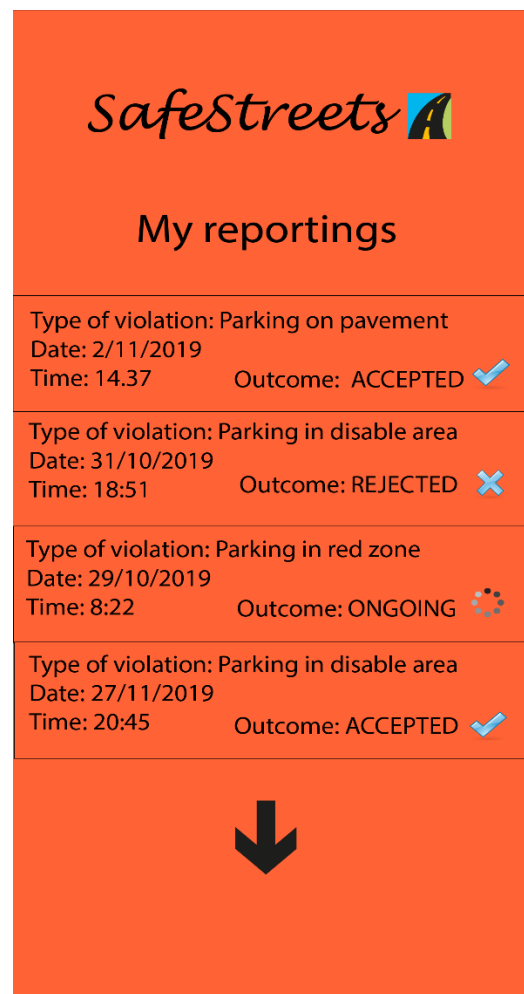 SafeStreets
My reportings
Type of violation: Parking on pavement
Date: 2/11/2019
Time: 14.37 Outcome: ACCEPTED
Type of violation: Parking in disable area
Date: 31/10/2019
Time: 18:51 Outcome: REJECTED
Type of violation: Parking in red zone
Date: 29/10/2019
Time: 8:22 Outcome: ONGOING
Type of violation: Parking in disable area
Date: 27/11/2019
Time: 20:45 Outcome: ACCEPTED